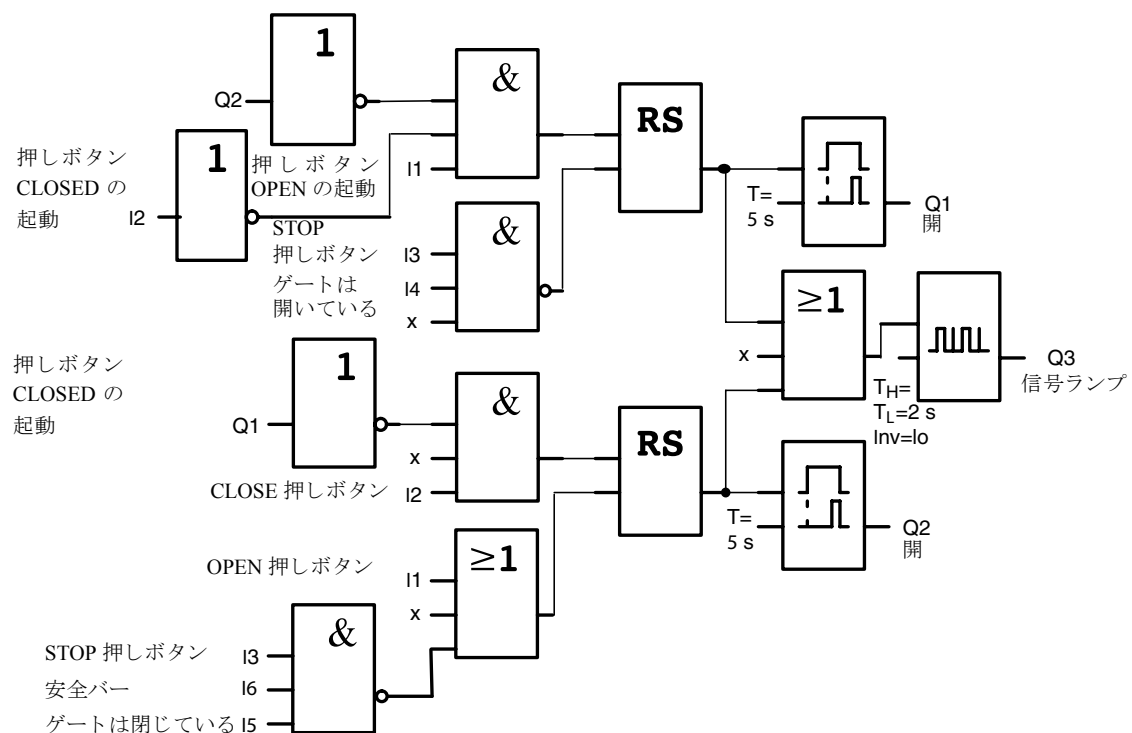 1
Q2
&
1
押しボタン
CLOSED の
起動
I2
押しボタン
OPEN の起動
I1
RS
T=
5 s
Q1
開
STOP
押しボタン
ゲートは
開いている
I3
I4
x
&
≥1
x
TH=
TL=2 s
Inv=lo
Q3
信号ランプ
押しボタン
CLOSED の
起動
1
Q1
&
x
CLOSE 押しボタン
I2
RS
T=
5 s
Q2
開
OPEN 押しボタン
I1
x
≥1
&
STOP 押しボタン
I3
安全バー
I6
ゲートは閉じている
I5